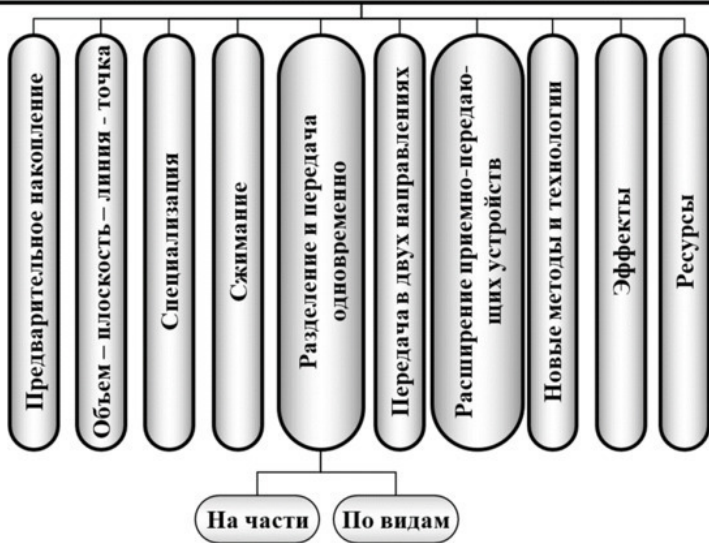 Предварительное накопление
Объем – плоскость – линия - точка
Специализация
Сжимание
Разделение и передача
одновременно
Передача в двух направлениях
Расширение приемно-передаю-
щих устройств
Новые методы и технологии
Эффекты
Ресурсы
На части
По видам